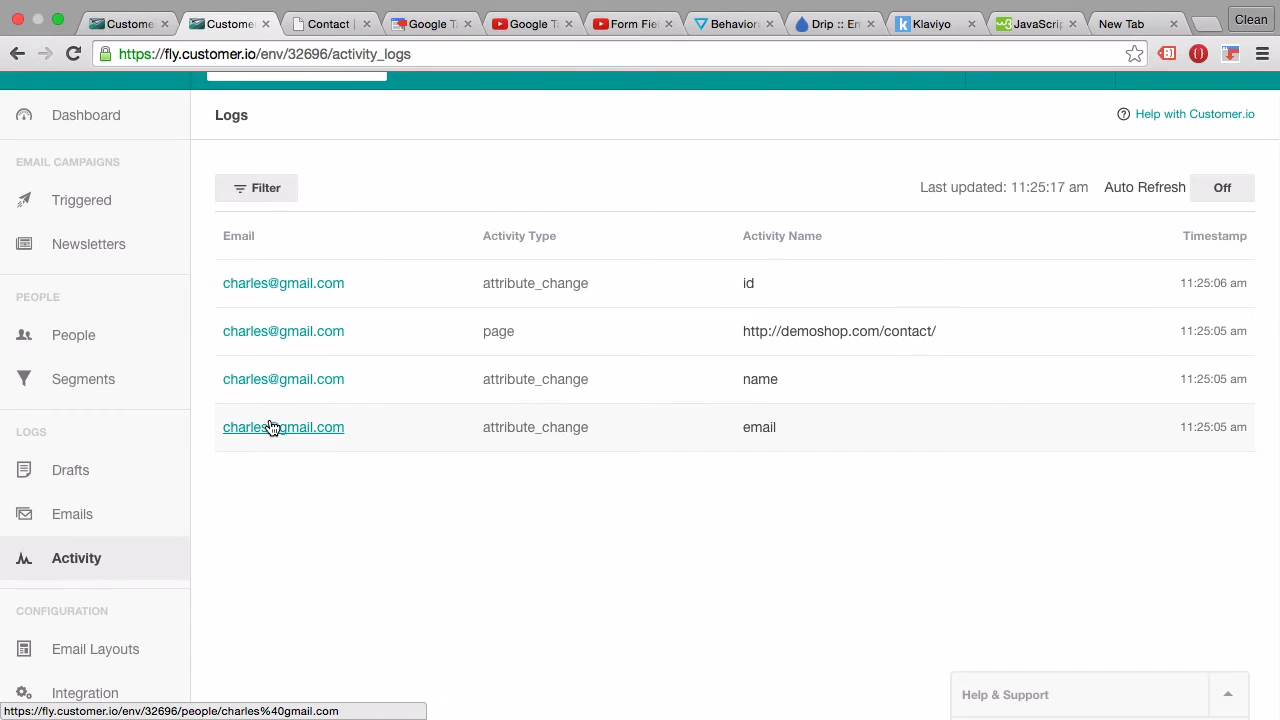 Custome
Custome
Contact |
Google Ta
Google Ta
Form Fiel
Behavior
Drip :: En
Klaviyo
JavaScrip
New Tab
Clean
https://fly.customer.io/env/32696/activity_logs
Dashboard
EMAIL CAMPAIGNS
Triggered
Newsletters
PEOPLE
People
Segments
LOGS
Drafts
Emails
Activity
CONFIGURATION
Email Layouts
Integration
Logs
Help with Customer.io
Filter
Last updated: 11:25:17 am
Auto Refresh
Off
Email Activity Type Activity Name Timestamp
charles@gmail.com attribute_change id 11:25:06 am
charles@gmail.com page http://demoshop.com/contact/ 11:25:05 am
charles@gmail.com attribute_change name 11:25:05 am
charles@gmail.com attribute_change email 11:25:05 am
Help & Support
https://fly.customer.io/env/32696/people/charles%40gmail.com